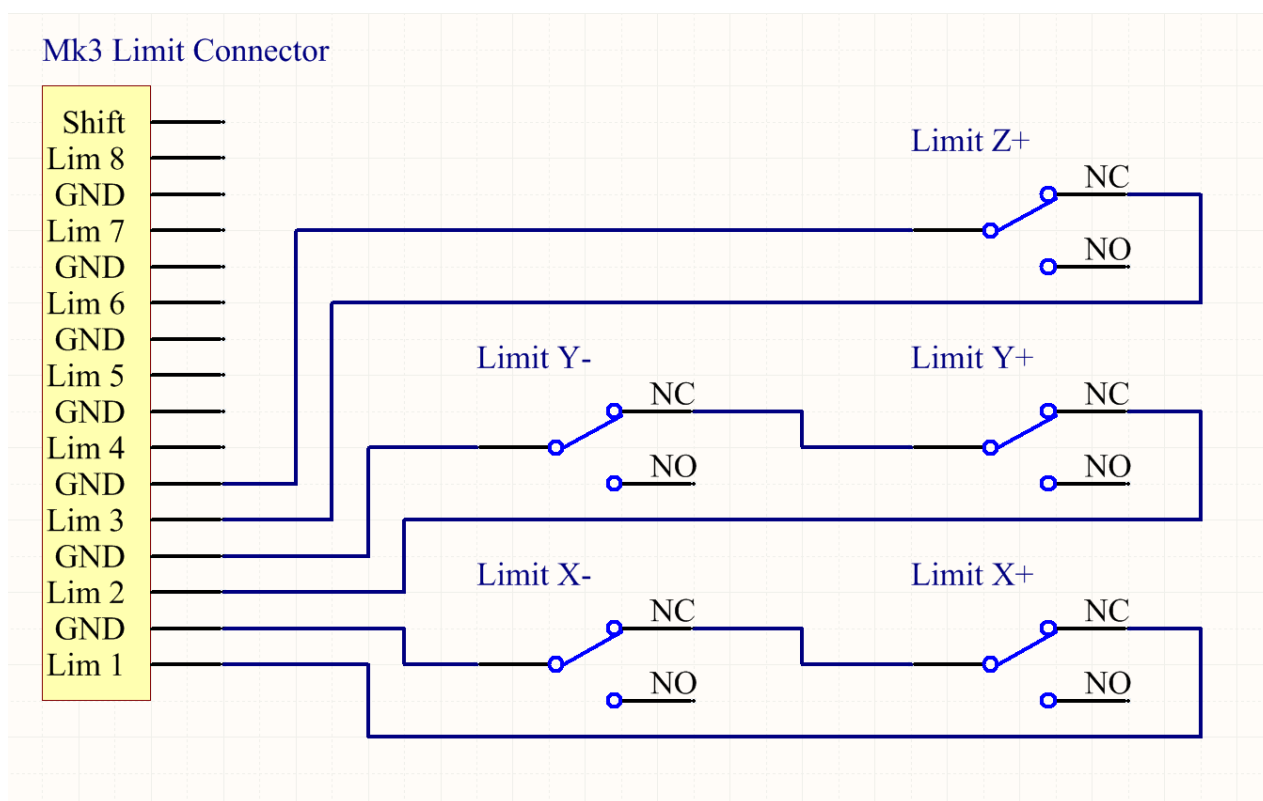 Mk3 Limit Connector
Shift
Lim 8
GND
Lim 7
GND
Lim 6
GND
Lim 5
GND
Lim 4
GND
Lim 3
GND
Lim 2
GND
Lim 1
Limit Z+
NC
NO
Limit Y-
NC
NO
Limit Y+
NC
NO
Limit X-
NC
NO
Limit X+
NC
NO